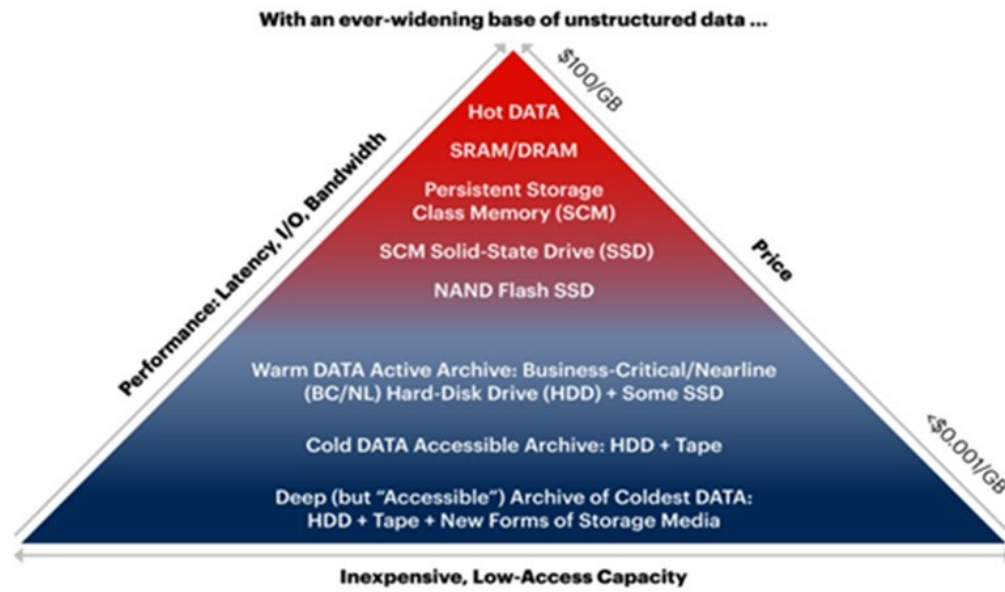 With an ever-widening base of unstructured data ...
$100/GB
Hot DATA
SRAM/DRAM
Persistent Storage
Class Memory (SCM)
SCM Solid-State Drive (SSD)
NAND Flash SSD
Performance: Latency, I/O, Bandwidth
Price
Warm DATA Active Archive: Business-Critical/Nearline
(BC/NL) Hard-Disk Drive (HDD) + Some SSD
Cold DATA Accessible Archive: HDD + Tape
<$0.001/GB
Deep (but “Accessible”) Archive of Coldest DATA:
HDD + Tape + New Forms of Storage Media
Inexpensive, Low-Access Capacity